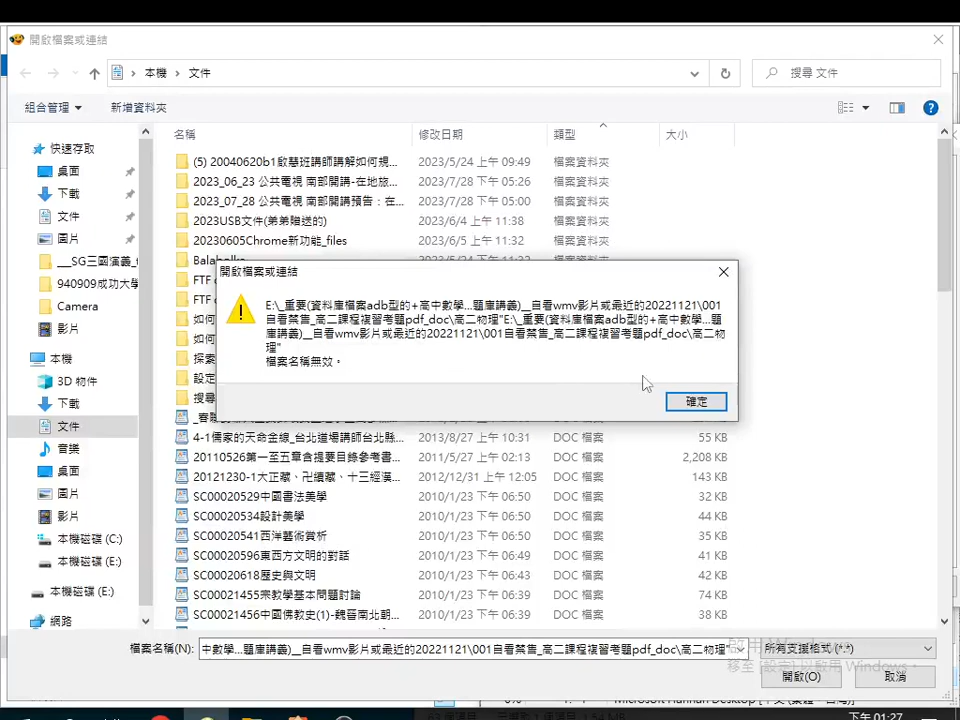 開啟檔案或連結
本機 › 文件
搜尋 文件
組合管理 新增資料夾
名稱 修改日期 類型 大小
快速存取
桌面
下載
文件
圖片
___SG三國演義_
940909成功大學
Camera
影片
本機
3D 物件
下載
文件
音樂
桌面
圖片
影片
本機磁碟 (C:)
本機磁碟 (E:)
本機磁碟 (E:)
網路
(5) 20040620b1啟慧班講師講解如何規... 2023/5/24 上午 09:49 檔案資料夾
2023_06_23 公共電視 南部開講-在地旅... 2023/7/28 下午 05:26 檔案資料夾
2023_07_28 公共電視 南部開講預告：在... 2023/7/28 下午 05:00 檔案資料夾
2023USB文件(弟弟贈送的) 2023/6/4 上午 11:38 檔案資料夾
20230605Chrome新功能_files 2023/6/5 上午 11:32 檔案資料夾
Balabolka
FTF
FTF
如何
如何
探索
設定
搜尋
開啟檔案或連結
E:\_重要(資料庫檔案adb型的+高中數學...題庫講義)__自看wmv影片或最近的20221121\001
自看禁售_高二課程複習考題pdf_doc\高二物理"E:\_重要(資料庫檔案adb型的+高中數學...題
庫講義)__自看wmv影片或最近的20221121\001自看禁售_高二課程複習考題pdf_doc\高二物
理"
檔案名稱無效。
確定
4-1儒家的天命金線_台北道場講師台北縣... 2013/8/27 上午 10:31 DOC 檔案 55 KB
20110526第一至五章含提要目錄參考書... 2011/5/27 上午 02:13 DOC 檔案 2,208 KB
20121230-1大正藏、卍續藏、十三經漢... 2012/12/31 上午 12:05 DOC 檔案 143 KB
SC00020529中國書法美學 2010/1/23 下午 06:50 DOC 檔案 32 KB
SC00020534設計美學 2010/1/23 下午 06:50 DOC 檔案 44 KB
SC00020541西洋藝術賞析 2010/1/23 下午 06:50 DOC 檔案 35 KB
SC00020596東西方文明的對話 2010/1/23 下午 06:49 DOC 檔案 41 KB
SC00020618歷史與文明 2010/1/23 下午 06:43 DOC 檔案 42 KB
SC00021455宗教學基本問題討論 2010/1/23 下午 06:39 DOC 檔案 74 KB
SC00021456中國佛教史(1)-魏晉南北朝... 2010/1/23 下午 06:39 DOC 檔案 38 KB
檔案名稱(N): 中數學...題庫講義)__自看wmv影片或最近的20221121\001自看禁售_高二課程複習考題pdf_doc\高二物理" 所有支援格式 (*.*)
啟用 Windows
移至 [設定] 以啟用 Windows。
開啟(O) 取消
下午 01:27